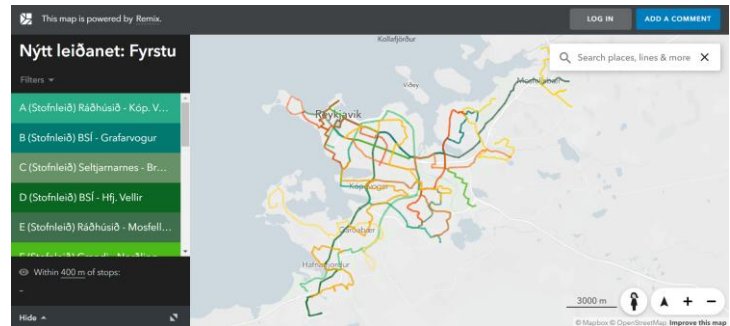 This map is powered by Remix.
LOG IN
ADD A COMMENT
Nýtt leiðanet: Fyrstu
Filters
A (Stofnleið) Ráðhúsið - Kóp. V...
B (Stofnleið) BSÍ - Grafarvogur
C (Stofnleið) Seltjarnarnes - Br...
D (Stofnleið) BSÍ - Hfj. Vellir
E (Stofnleið) Ráðhúsið - Mosfell...
Within 400 m of stops:
-
Hide
Search places, lines & more
Kollafjörður
Viðey
Reykjavík
Kópavogur
Garðabær
Hafnarfjörður
3000 m
© Mapbox © OpenStreetMap Improve this map